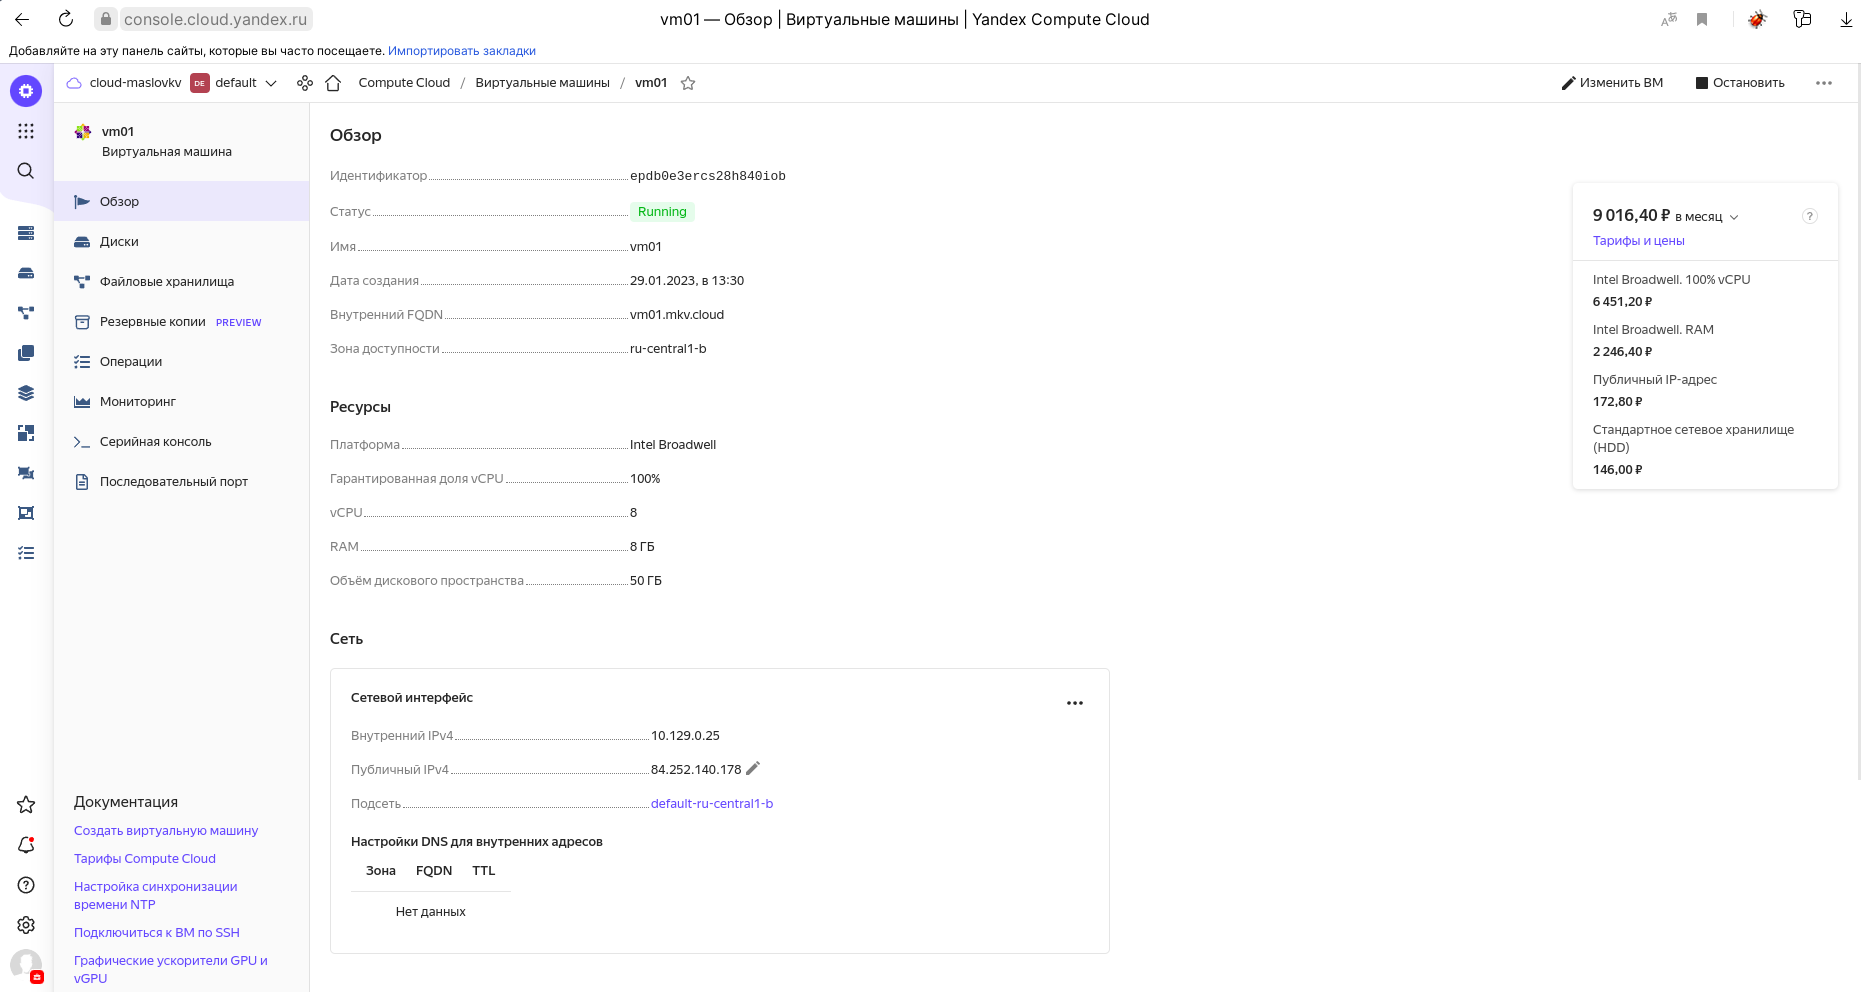 console.cloud.yandex.ru
vm01 — Обзор | Виртуальные машины | Yandex Compute Cloud
Добавляйте на эту панель сайты, которые вы часто посещаете. Импортировать закладки
cloud-maslovkv DE default
Compute Cloud / Виртуальные машины / vm01
Изменить ВМ
Остановить
vm01
Виртуальная машина
Обзор
Диски
Файловые хранилища
Резервные копии PREVIEW
Операции
Мониторинг
Серийная консоль
Последовательный порт
Документация
Создать виртуальную машину
Тарифы Compute Cloud
Настройка синхронизации
времени NTP
Подключиться к ВМ по SSH
Графические ускорители GPU и
vGPU
Обзор
Идентификатор epdb0e3ercs28h840iob
Статус Running
Имя vm01
Дата создания 29.01.2023, в 13:30
Внутренний FQDN vm01.mkv.cloud
Зона доступности ru-central1-b
Ресурсы
Платформа Intel Broadwell
Гарантированная доля vCPU 100%
vCPU 8
RAM 8 ГБ
Объём дискового пространства 50 ГБ
Сеть
Сетевой интерфейс
Внутренний IPv4 10.129.0.25
Публичный IPv4 84.252.140.178
Подсеть default-ru-central1-b
Настройки DNS для внутренних адресов
Зона FQDN TTL
Нет данных
9 016,40 ₽ в месяц
?
Тарифы и цены
Intel Broadwell. 100% vCPU
6 451,20 ₽
Intel Broadwell. RAM
2 246,40 ₽
Публичный IP-адрес
172,80 ₽
Стандартное сетевое хранилище
(HDD)
146,00 ₽